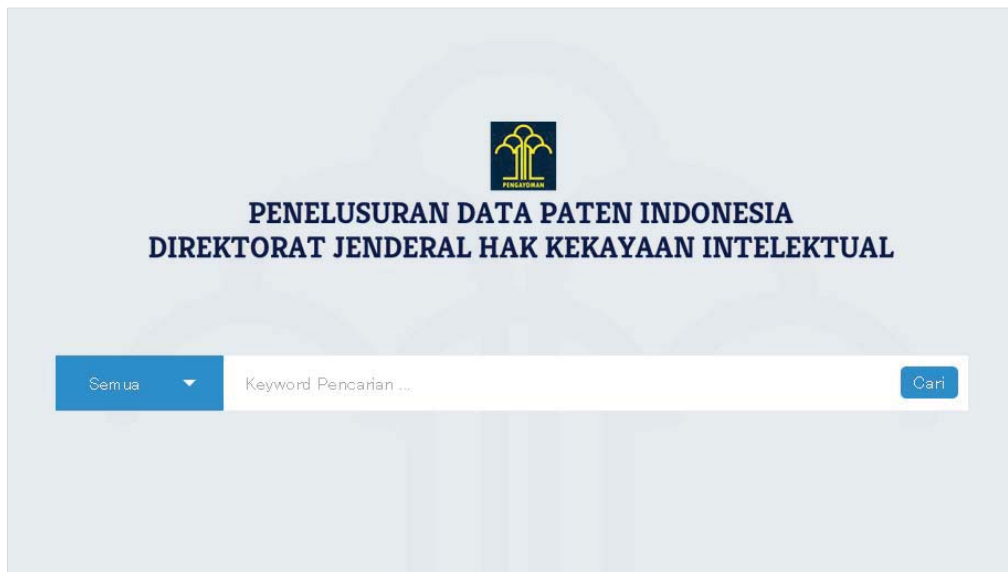 PENGAYOMAN
PENELUSURAN DATA PATEN INDONESIA
DIREKTORAT JENDERAL HAK KEKAYAAN INTELEKTUAL
Semua
Keyword Pencarian ...
Cari